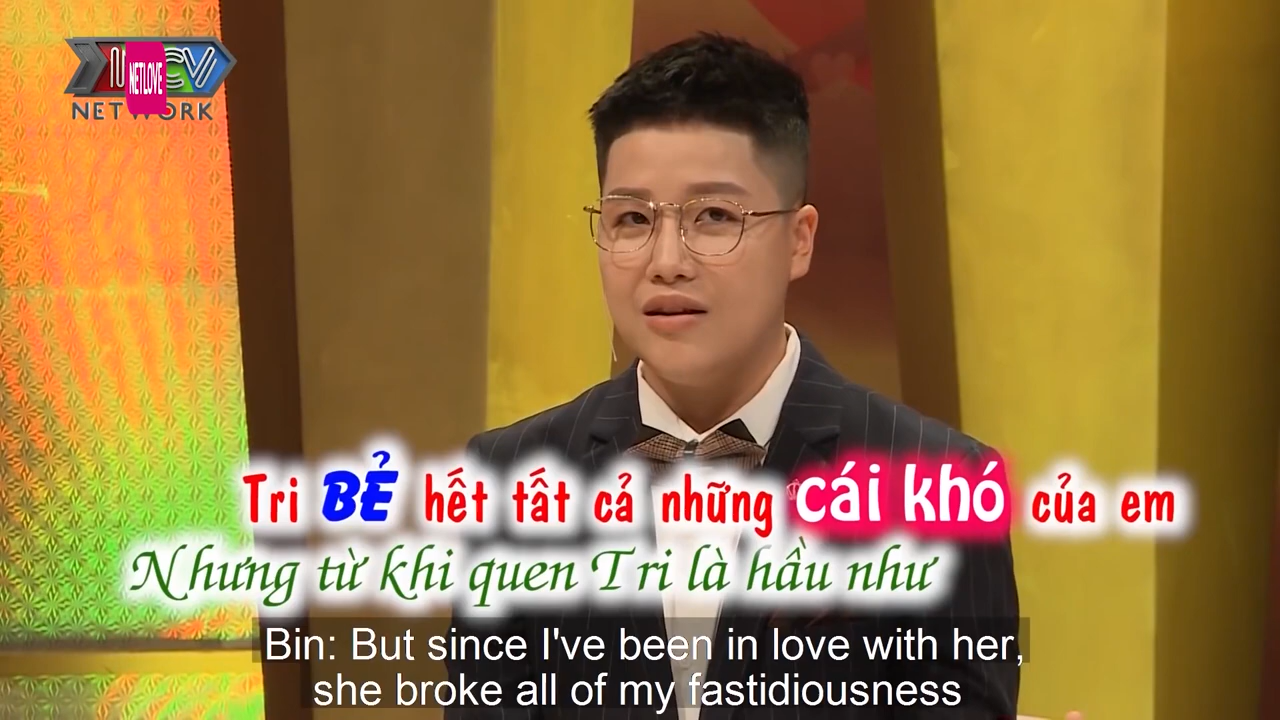 NETLOVE
NETWORK
Tri BẺ hết tất cả những cái khó của em
Nhưng từ khi quen Tri là hầu như
Bin: But since I've been in love with her,
she broke all of my fastidiousness